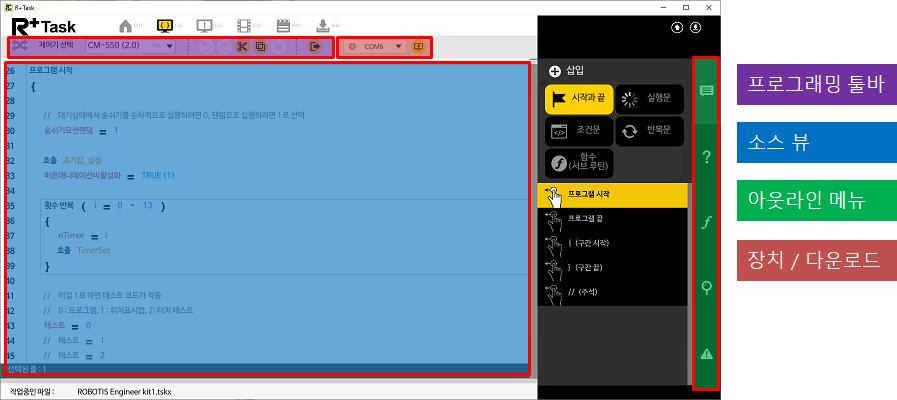 R+ Task
R+ Task
[F1]
[F3]
[F5]
[F6]
제어기 선택
CM-550 (2.0)
COM6
26 프로그램 시작
27 {
28
29 // 대기상태에서 숨쉬기를 순차적으로 실행하려면 0, 랜덤으로 실행하려면 1로 선택
30 숨쉬기모션랜덤 = 1
31
32 호출 초기값_설정
33 버튼애니메이션비활성화 = TRUE (1)
34
35 횟수 반복 ( i = 0 ~ 13 )
36 {
37 nTimer = i
38 호출 TimerSet
39 }
40
41 // 이걸 1로 하면 테스트 코드가 작동
42 // 0 : 프로그램, 1 : 위치표시앱, 2: 터치 테스트
43 테스트 = 0
44 // 테스트 = 1
45 // 테스트 = 2
선택된 줄 : 1
작업중인 파일 : ROBOTIS Engineer kit1.tskx
삽입
시작과 끝
실행문
조건문
반복문
함수
(서브 루틴)
프로그램 시작
프로그램 끝
{ (구간 시작)
} (구간 끝)
// (주석)
프로그래밍 툴바
소스 뷰
아웃라인 메뉴
장치 / 다운로드